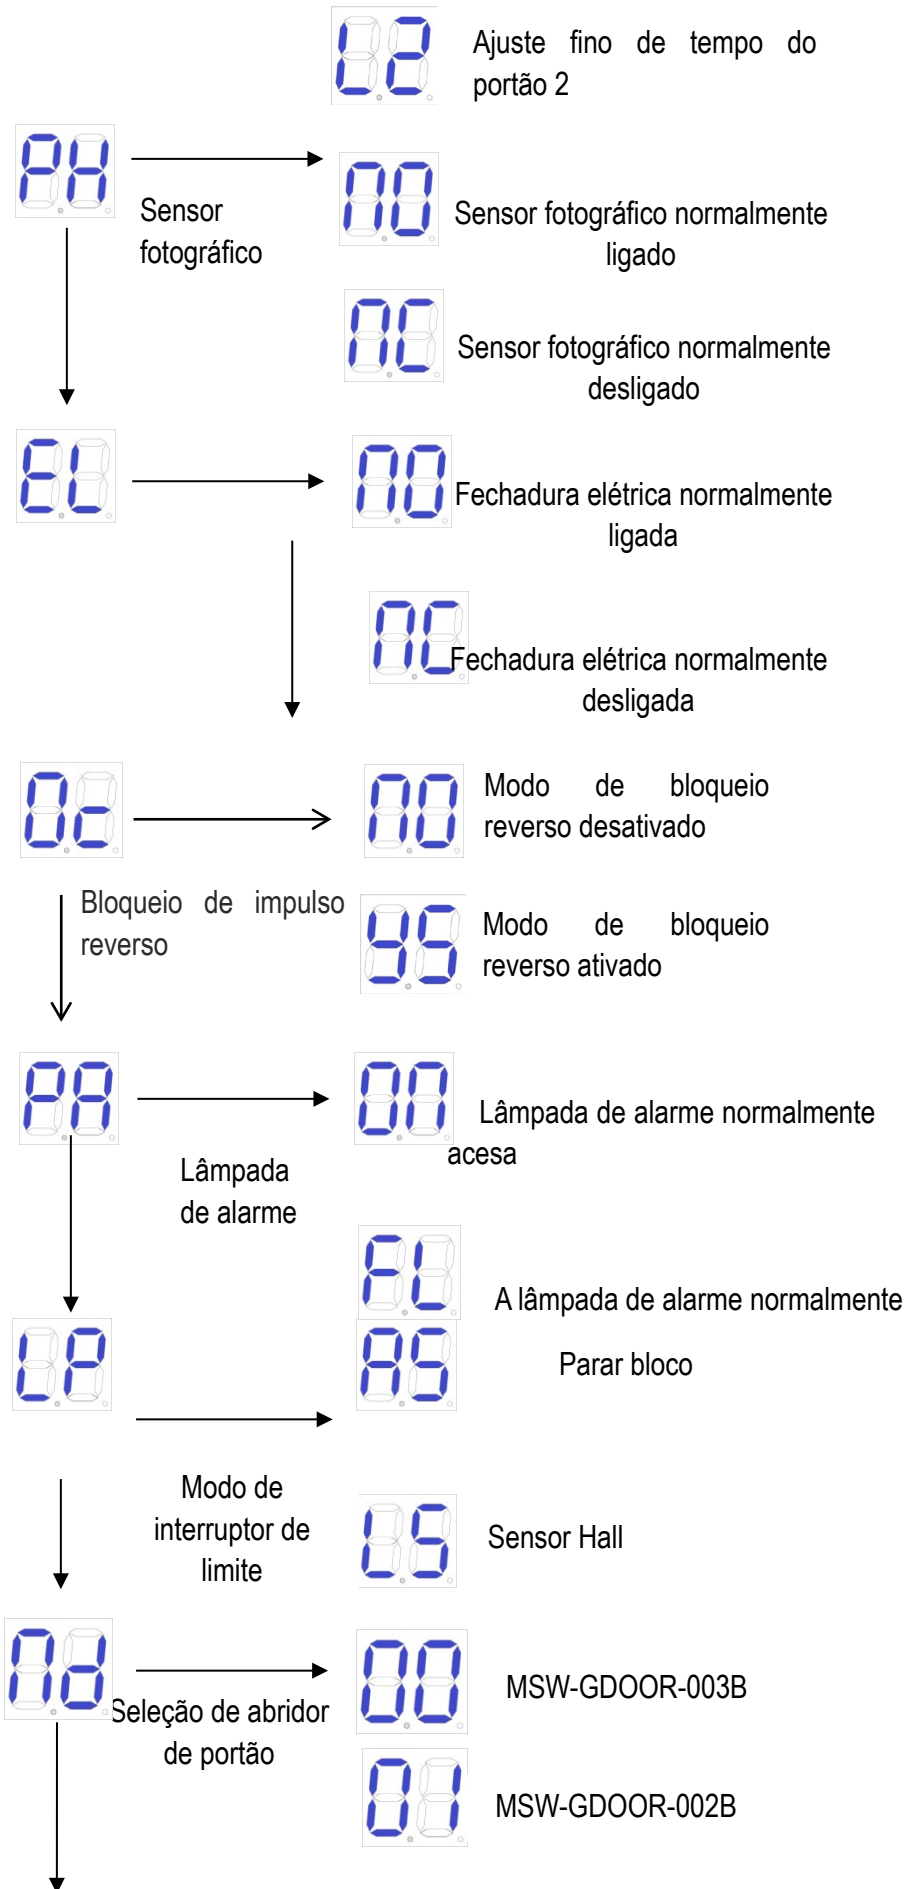 L2
Ajuste fino de tempo do
portão 2
PH
Sensor
fotográfico
NO
Sensor fotográfico normalmente
ligado
NC
Sensor fotográfico normalmente
desligado
EL
NO
Fechadura elétrica normalmente
ligada
NC
Fechadura elétrica normalmente
desligada
Or
NO
Modo de bloqueio
reverso desativado
Bloqueio de impulso
reverso
YS
Modo de bloqueio
reverso ativado
PA
Lâmpada
de alarme
ON
Lâmpada de alarme normalmente
acesa
FL
A lâmpada de alarme normalmente
LP
AS
Parar bloco
Modo de
interruptor de
limite
LS
Sensor Hall
Nd
Seleção de abridor
de portão
00
MSW-GDOOR-003B
01
MSW-GDOOR-002B